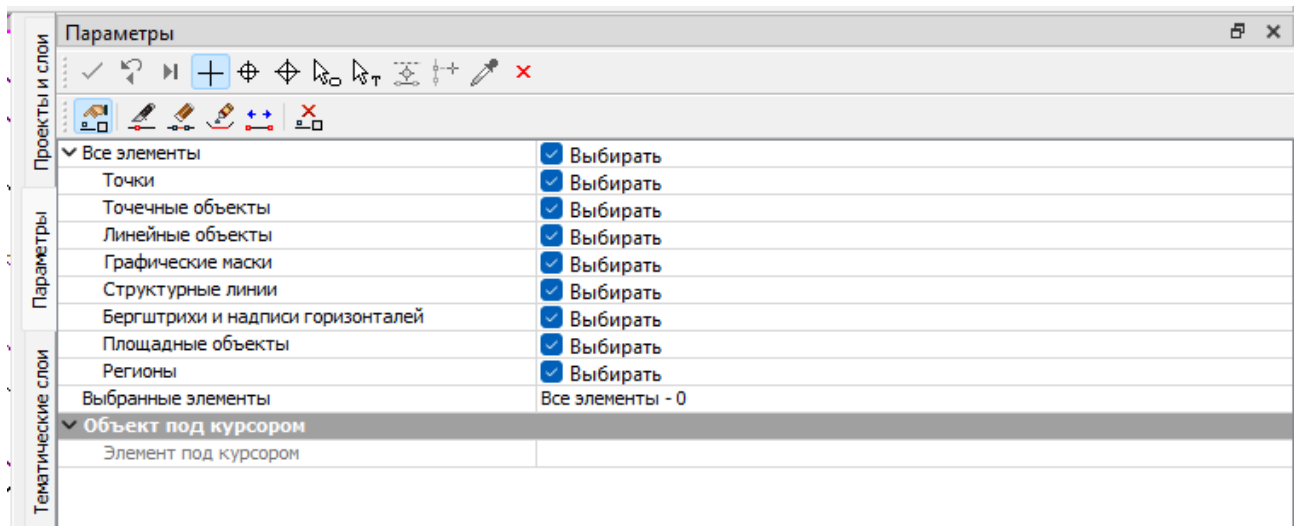 Параметры
Проекты и слои
Параметры
Тематические слои
Все элементы Выбирать
Точки Выбирать
Точечные объекты Выбирать
Линейные объекты Выбирать
Графические маски Выбирать
Структурные линии Выбирать
Бергштрихи и надписи горизонталей Выбирать
Площадные объекты Выбирать
Регионы Выбирать
Выбранные элементы Все элементы - 0
Объект под курсором
Элемент под курсором